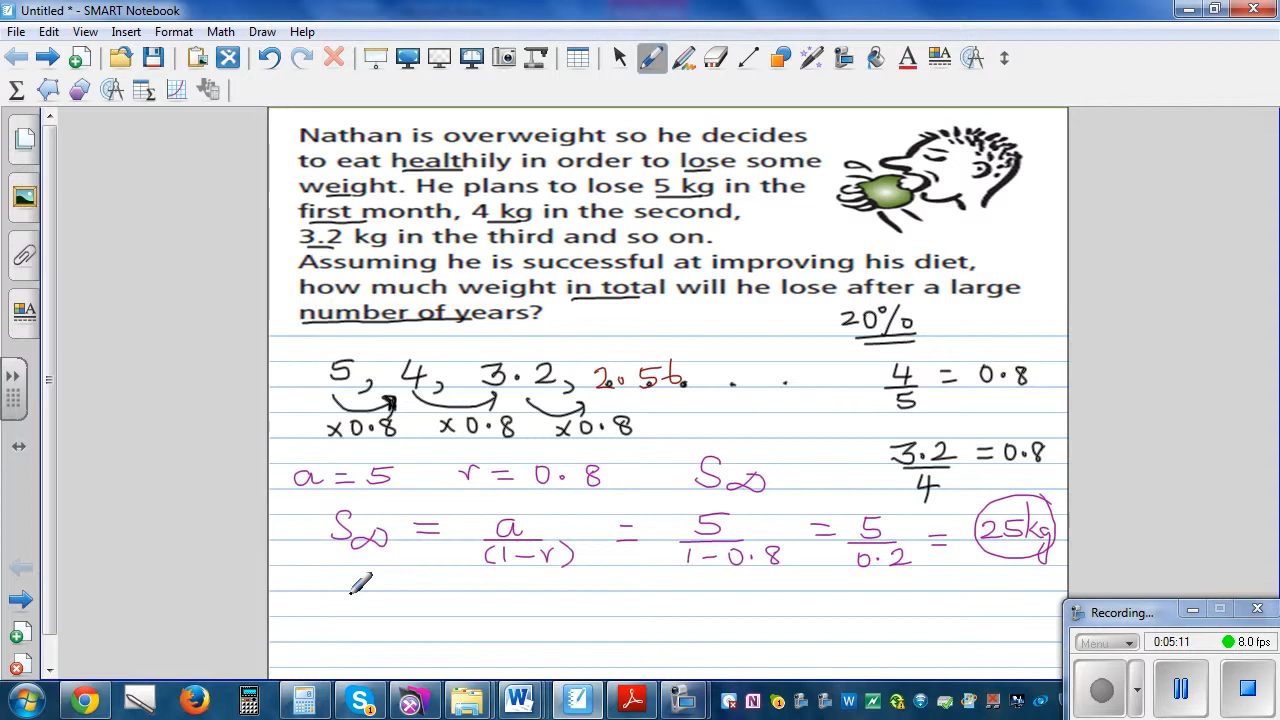 Untitled * - SMART Notebook
File Edit View Insert Format Math Draw Help
Nathan is overweight so he decides
to eat healthily in order to lose some
weight. He plans to lose 5 kg in the
first month, 4 kg in the second,
3.2 kg in the third and so on.
Assuming he is successful at improving his diet,
how much weight in total will he lose after a large
number of years?
20%
5, 4, 3.2, 2.56. . .
4/5 = 0.8
×0.8 ×0.8 ×0.8
3.2/4 = 0.8
a = 5 r = 0.8 S∞
S∞ = a/(1-r) = 5/1-0.8 = 5/0.2 = 25kg
Recording...
Menu 0:05:11 8.0 fps